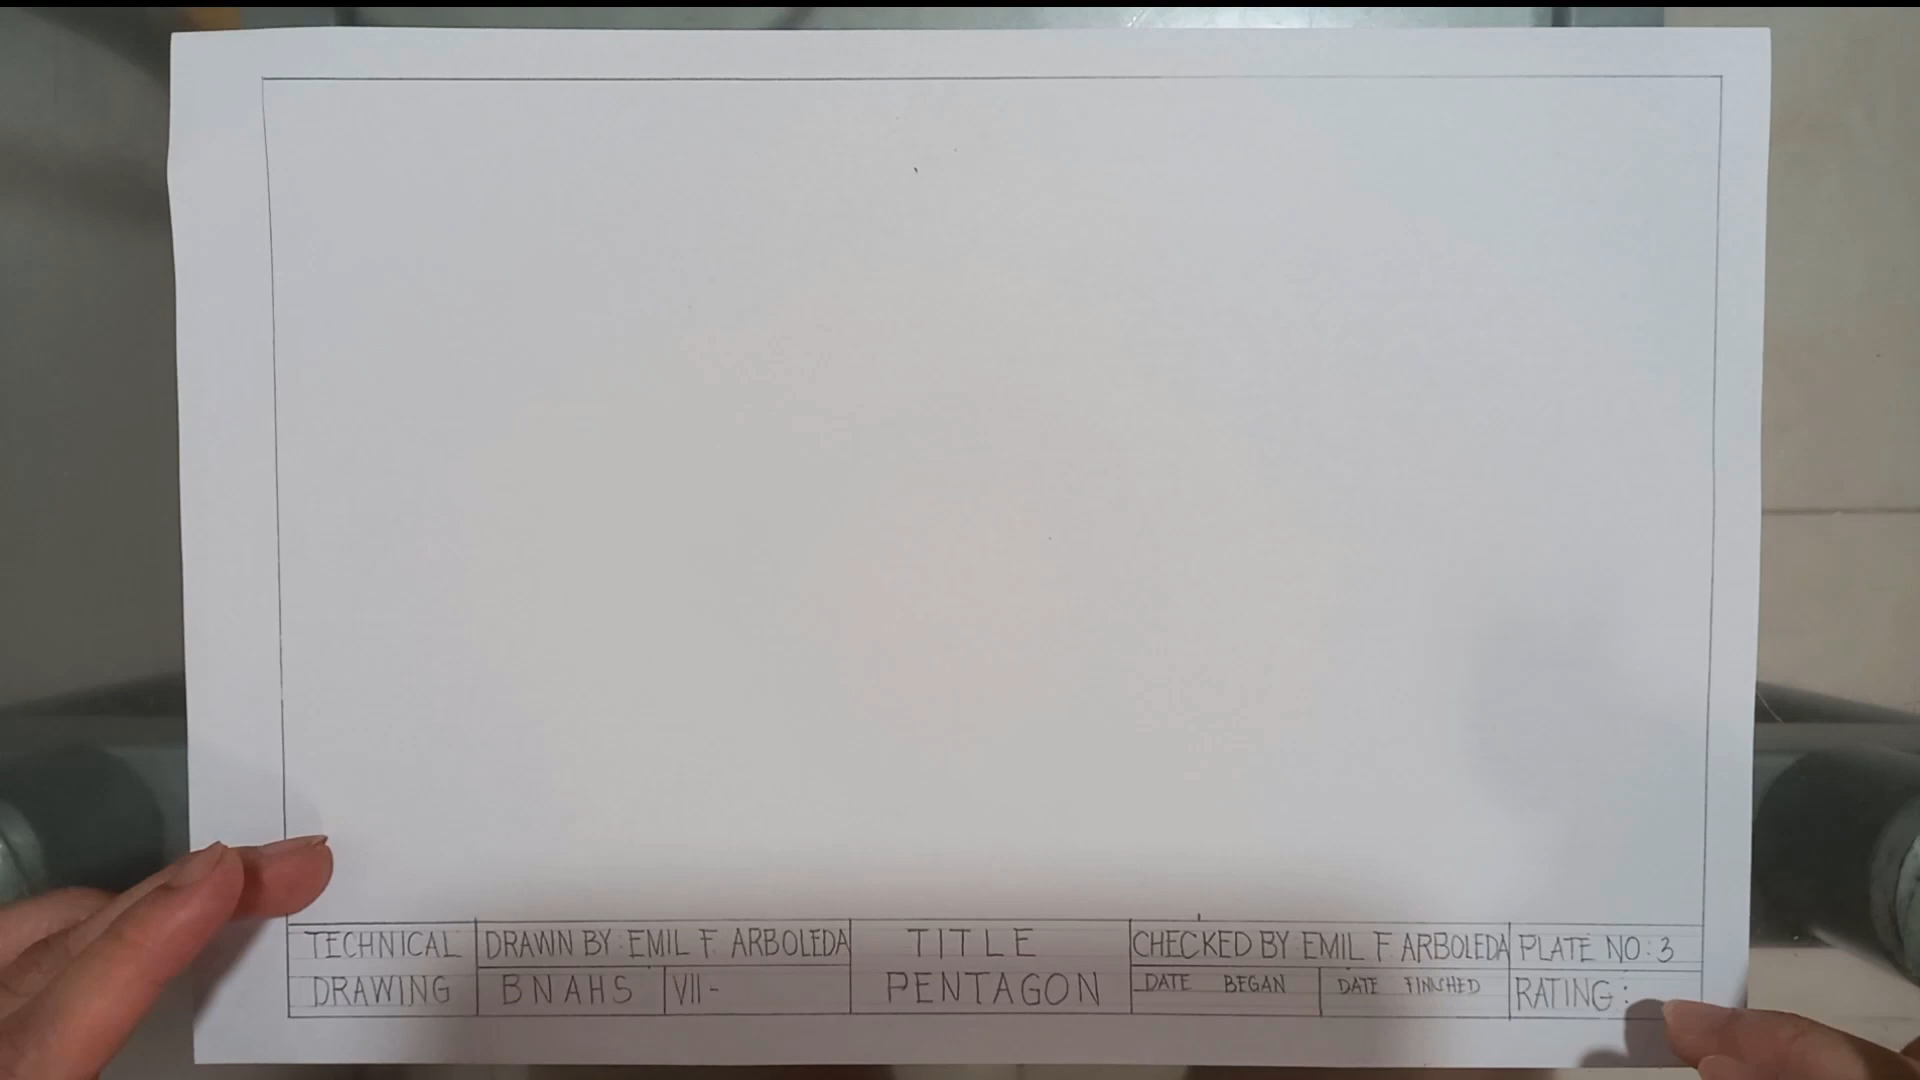 TECHNICAL DRAWING
DRAWN BY: EMIL F. ARBOLEDA
BNAHS VII-
TITLE
PENTAGON
CHECKED BY: EMIL F ARBOLEDA
DATE BEGAN DATE FINISHED
PLATE NO: 3
RATING: